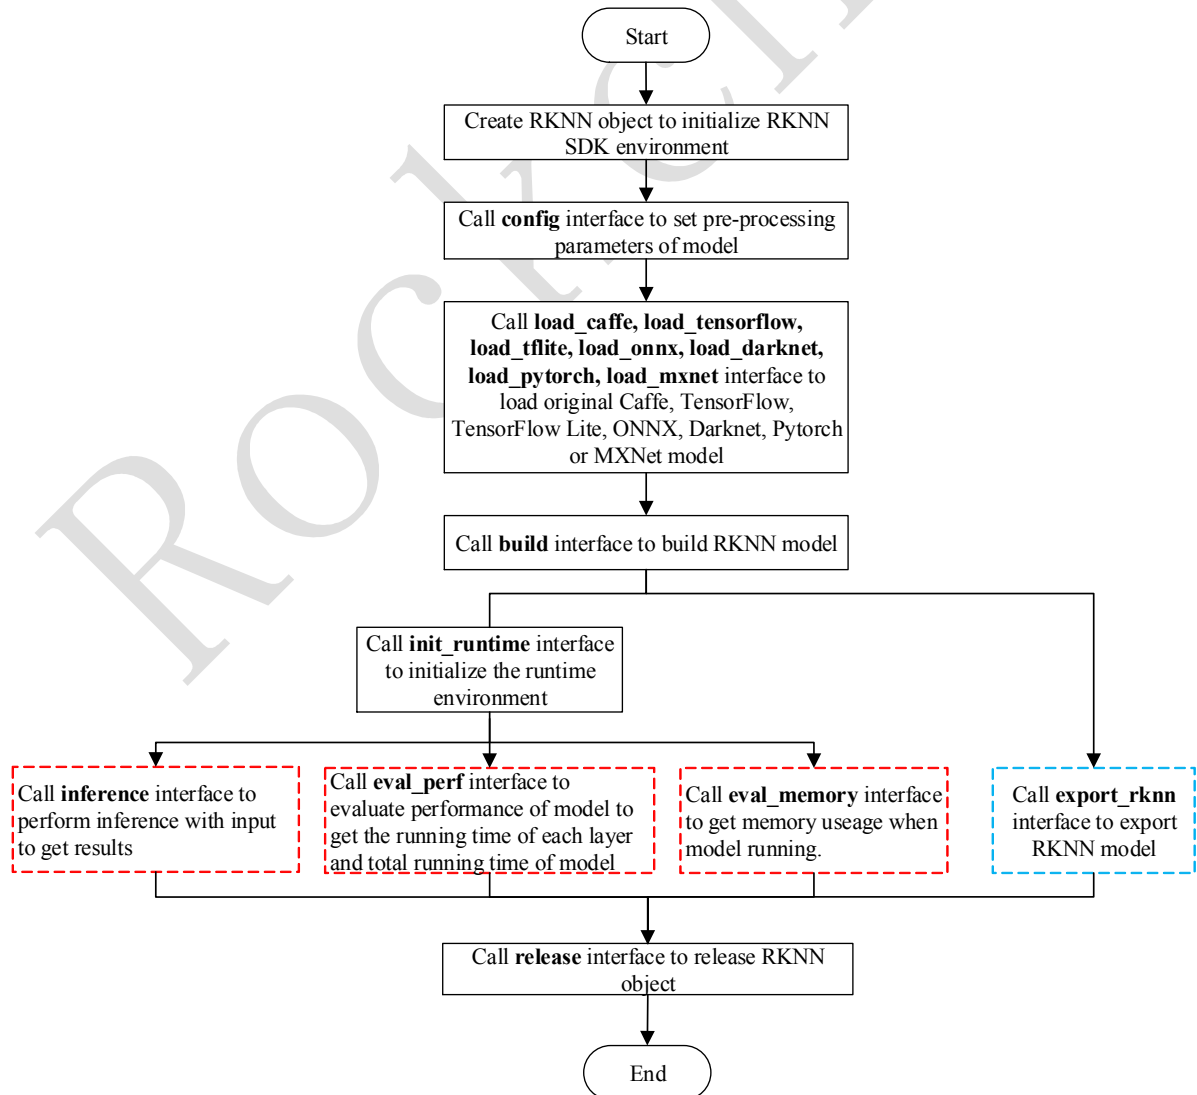 Start
Create RKNN object to initialize RKNN
SDK environment
Call config interface to set pre-processing
parameters of model
Call load_caffe, load_tensorflow,
load_tflite, load_onnx, load_darknet,
load_pytorch, load_mxnet interface to
load original Caffe, TensorFlow,
TensorFlow Lite, ONNX, Darknet, Pytorch
or MXNet model
Call build interface to build RKNN model
Call init_runtime interface
to initialize the runtime
environment
Call inference interface to
perform inference with input
to get results
Call eval_perf interface to
evaluate performance of model to
get the running time of each layer
and total running time of model
Call eval_memory interface
to get memory useage when
model running.
Call export_rknn
interface to export
RKNN model
Call release interface to release RKNN
object
End